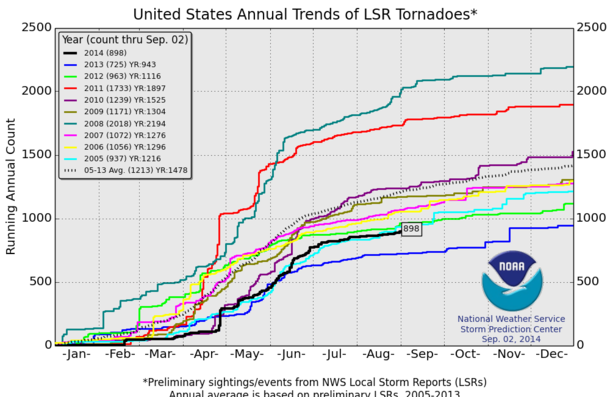 United States Annual Trends of LSR Tornadoes*
2500
2000
1500
1000
500
0
Running Annual Count
Year (count thru Sep. 02)
2014 (898)
2013 (725) YR:943
2012 (963) YR:1116
2011 (1733) YR:1897
2010 (1239) YR:1525
2009 (1171) YR:1304
2008 (2018) YR:2194
2007 (1072) YR:1276
2006 (1056) YR:1296
2005 (937) YR:1216
05-13 Avg. (1213) YR:1478
898
2500
2000
1500
1000
500
0
NOAA
National Weather Service
Storm Prediction Center
Sep. 02, 2014
-Jan- -Feb- -Mar- -Apr- -May- -Jun- -Jul- -Aug- -Sep- -Oct- -Nov- -Dec-
*Preliminary sightings/events from NWS Local Storm Reports (LSRs)
Annual average is based on preliminary LSRs, 2005-2013